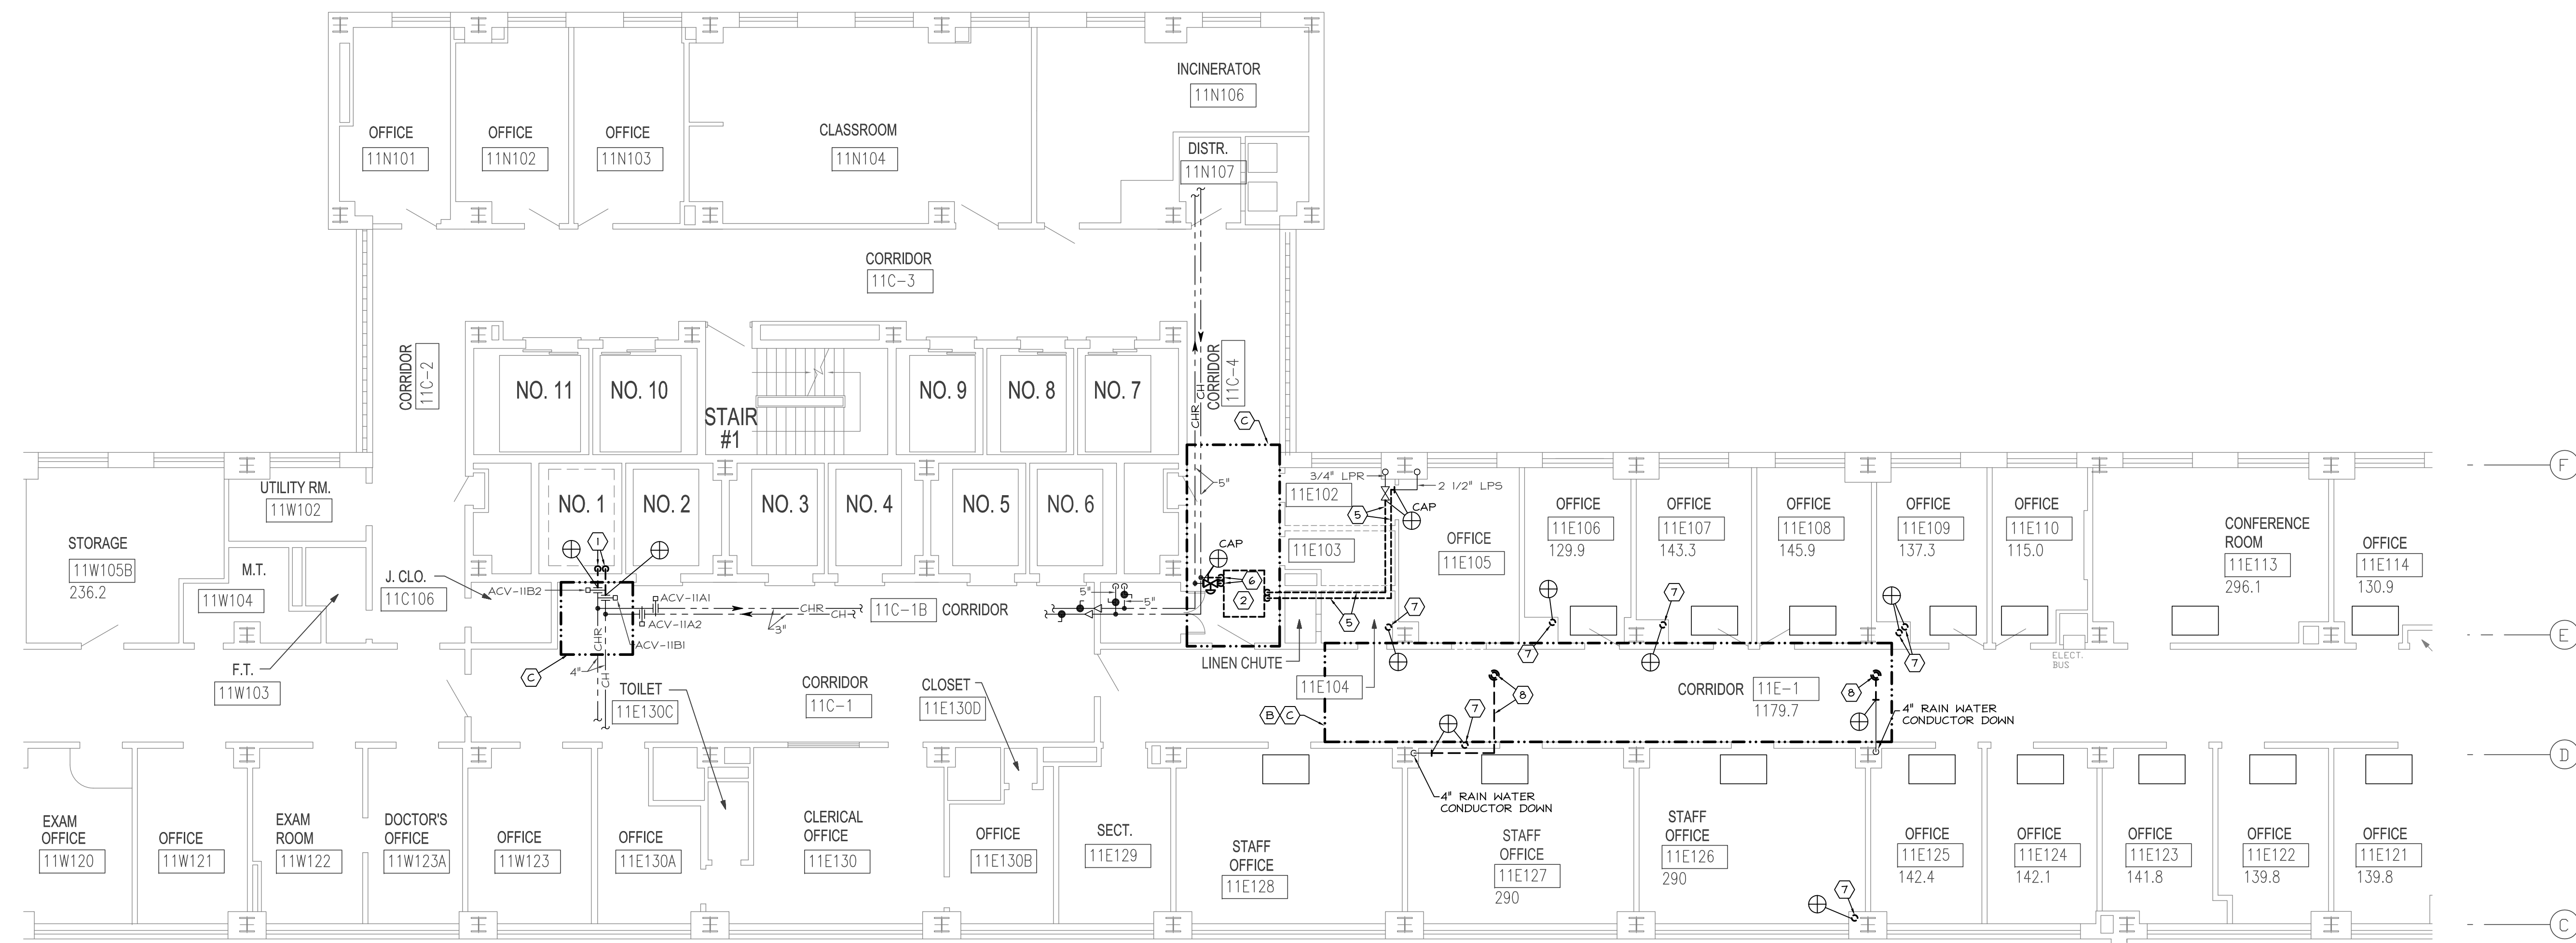 INCINERATOR
11N106
OFFICE
11N101
OFFICE
11N102
OFFICE
11N103
CLASSROOM
11N104
DISTR.
11N107
CORRIDOR
11C-3
CORRIDOR
11C-2
CHR
CH
CORRIDOR
11C-4
NO. 11
NO. 10
STAIR
#1
NO. 9
NO. 8
NO. 7
C
F
UTILITY RM.
11W102
STORAGE
11W105B
236.2
M.T.
11W104
J. CLO.
11C106
F.T.
11W103
NO. 1
NO. 2
NO. 3
NO. 4
NO. 5
NO. 6
5"
3/4" LPR
2 1/2" LPS
CAP
11E102
5
11E103
OFFICE
11E105
OFFICE
11E106
129.9
OFFICE
11E107
143.3
OFFICE
11E108
145.9
OFFICE
11E109
137.3
OFFICE
11E110
115.0
CONFERENCE
ROOM
11E113
296.1
OFFICE
11E114
130.9
1
CAP
ACV-11B2
ACV-11A1
ACV-11A2
ACV-11B1
CHR
CH
3"
11C-1B
CORRIDOR
5"
5"
6
2
5
7
7
7
7
E
ELECT.
BUS
CHR
CH
4"
C
LINEN CHUTE
11E104
TOILET
11E130C
CORRIDOR
11C-1
CLOSET
11E130D
B
C
8
7
CORRIDOR
11E-1
1179.7
8
4" RAIN WATER
CONDUCTOR DOWN
D
4" RAIN WATER
CONDUCTOR DOWN
EXAM
OFFICE
11W120
OFFICE
11W121
EXAM
ROOM
11W122
DOCTOR'S
OFFICE
11W123A
OFFICE
11W123
OFFICE
11E130A
CLERICAL
OFFICE
11E130
OFFICE
11E130B
SECT.
11E129
STAFF
OFFICE
11E128
STAFF
OFFICE
11E127
290
STAFF
OFFICE
11E126
290
OFFICE
11E125
142.4
OFFICE
11E124
142.1
OFFICE
11E123
141.8
OFFICE
11E122
139.8
OFFICE
11E121
139.8
7
C